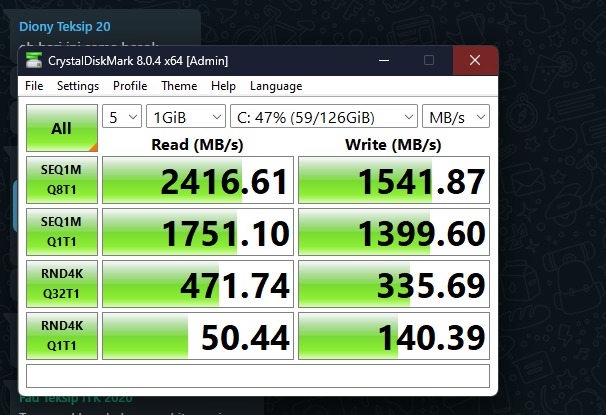 Diony Teksip 20
CrystalDiskMark 8.0.4 x64 [Admin]
File Settings Profile Theme Help Language
All 5 1GiB C: 47% (59/126GiB) MB/s
Read (MB/s) Write (MB/s)
SEQ1M
Q8T1
2416.61 1541.87
SEQ1M
Q1T1
1751.10 1399.60
RND4K
Q32T1
471.74 335.69
RND4K
Q1T1
50.44 140.39
Fad Teksip ITK 2020